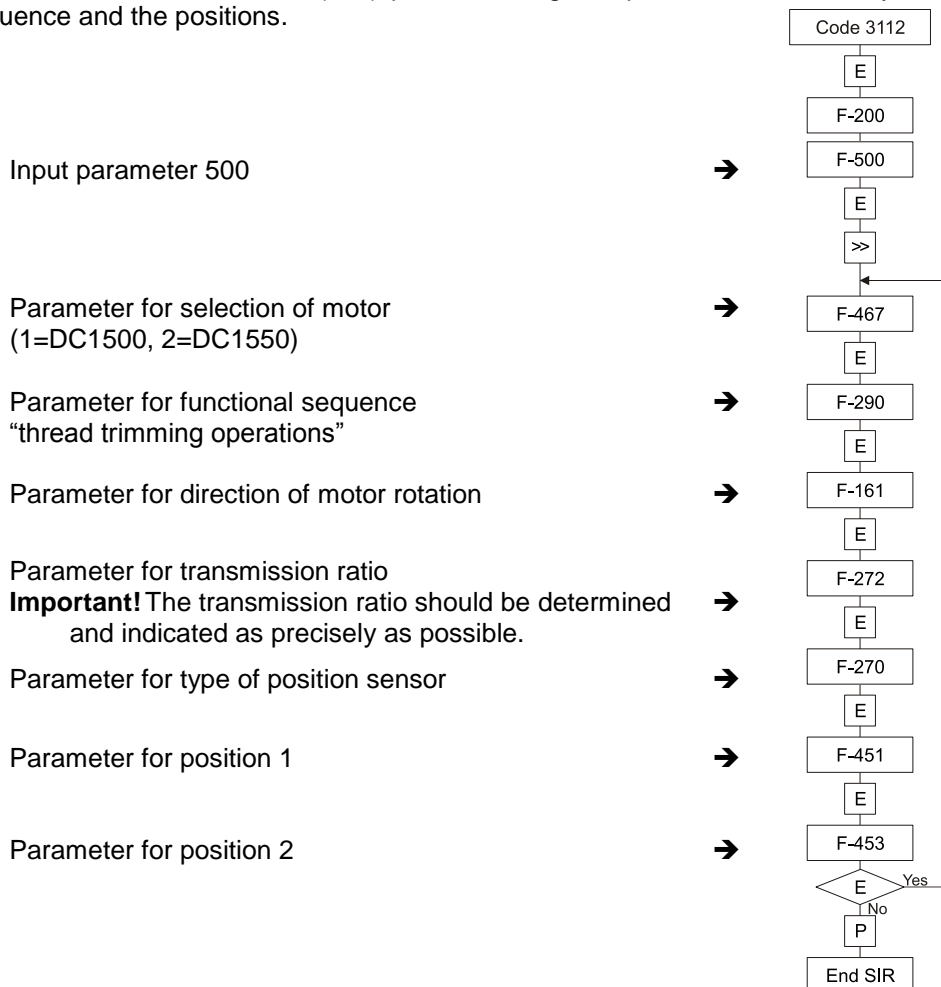 uence and the positions.
Code 3112
E
F-200
Input parameter 500 ➔ F-500
E
>>
Parameter for selection of motor ➔ F-467
(1=DC1500, 2=DC1550)
E
Parameter for functional sequence ➔ F-290
“thread trimming operations”
E
Parameter for direction of motor rotation ➔ F-161
E
Parameter for transmission ratio F-272
Important! The transmission ratio should be determined ➔
and indicated as precisely as possible.
E
Parameter for type of position sensor ➔ F-270
E
Parameter for position 1 ➔ F-451
E
Parameter for position 2 ➔ F-453
E Yes
No
P
End SIR